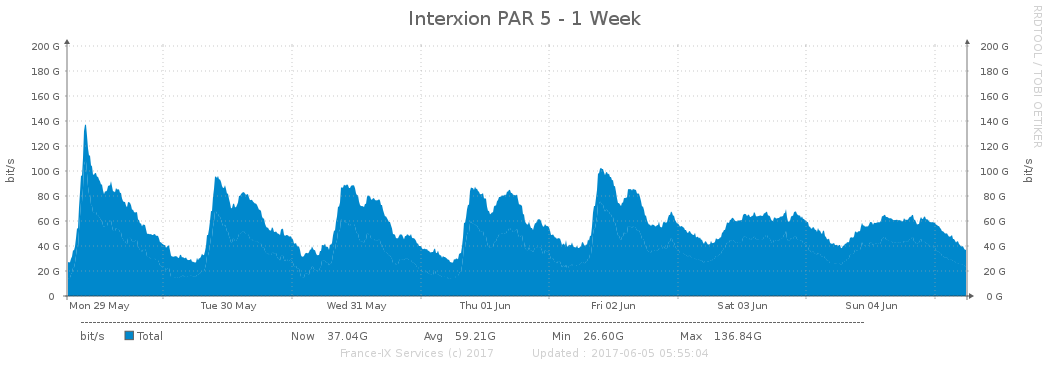 Interxion PAR 5 - 1 Week
RRDTOOL / TOBI OETIKER
200 G 200 G
180 G 180 G
160 G 160 G
140 G 140 G
120 G 120 G
100 G 100 G
80 G 80 G
60 G 60 G
40 G 40 G
20 G 20 G
0 0 G
bit/s
bit/s
Mon 29 May Tue 30 May Wed 31 May Thu 01 Jun Fri 02 Jun Sat 03 Jun Sun 04 Jun
bit/s Total Now 37.04G Avg 59.21G Min 26.60G Max 136.84G
France-IX Services (c) 2017 Updated : 2017-06-05 05:55:04